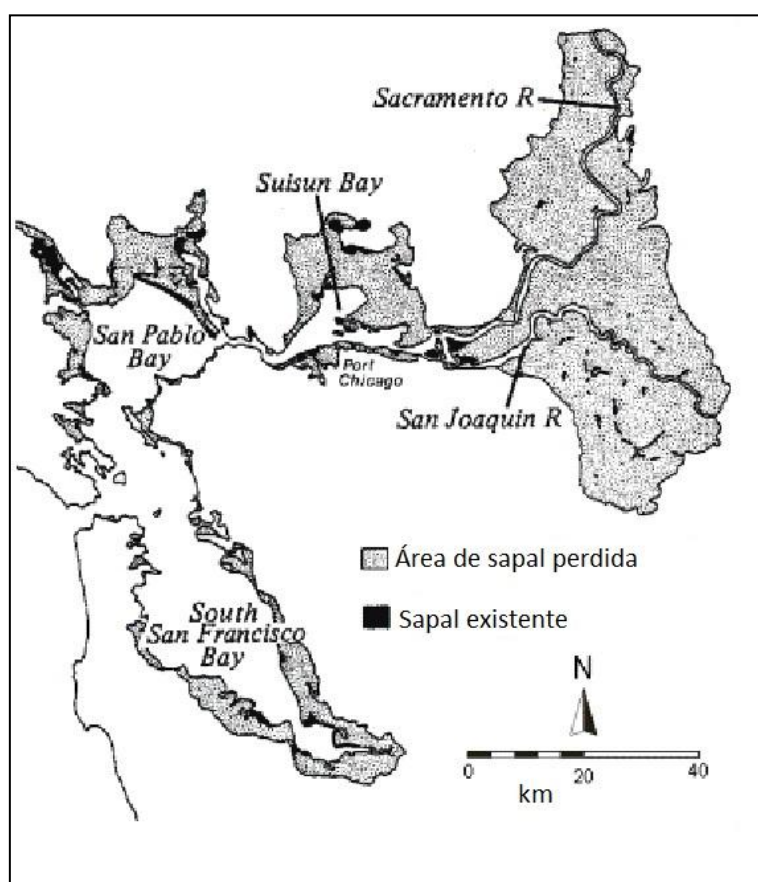 Sacramento R
Suisun Bay
San Pablo
Bay
Port
Chicago
San Joaquin R
Área de sapal perdida
South
San Francisco
Bay
Sapal existente
N
0
20
40
km